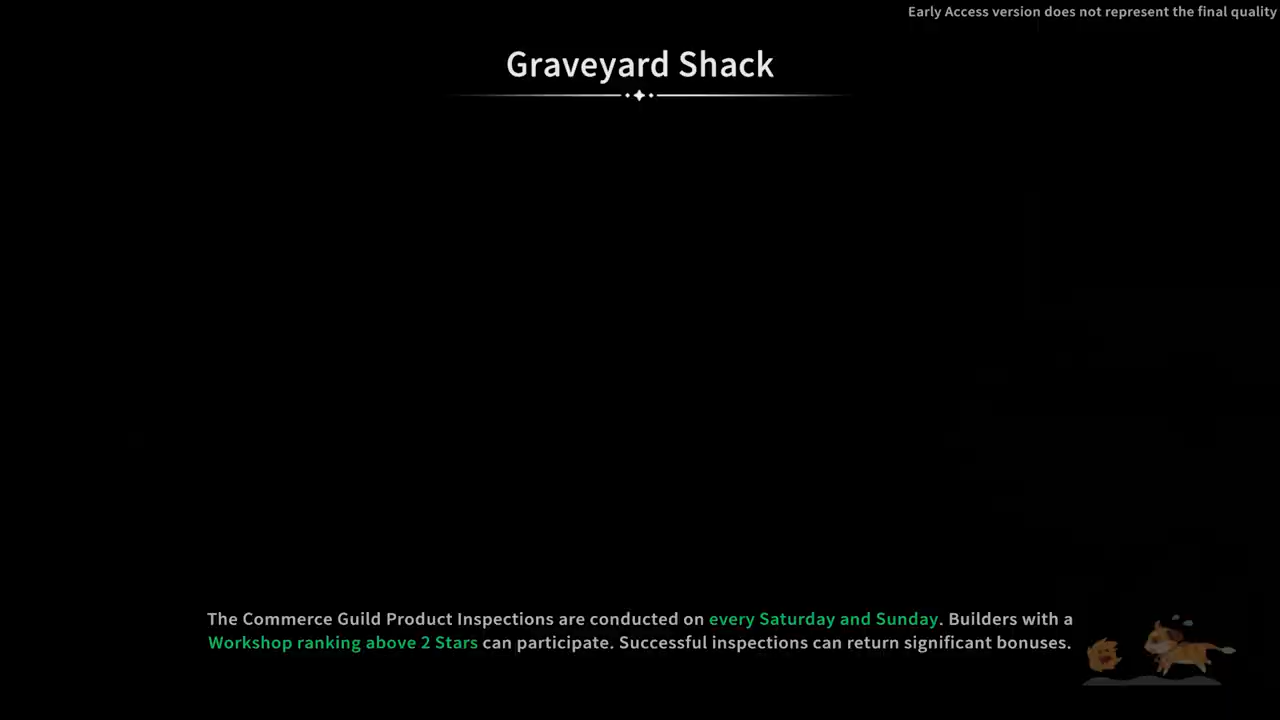 Early Access version does not represent the final quality
Graveyard Shack
The Commerce Guild Product Inspections are conducted on every Saturday and Sunday. Builders with a
Workshop ranking above 2 Stars can participate. Successful inspections can return significant bonuses.